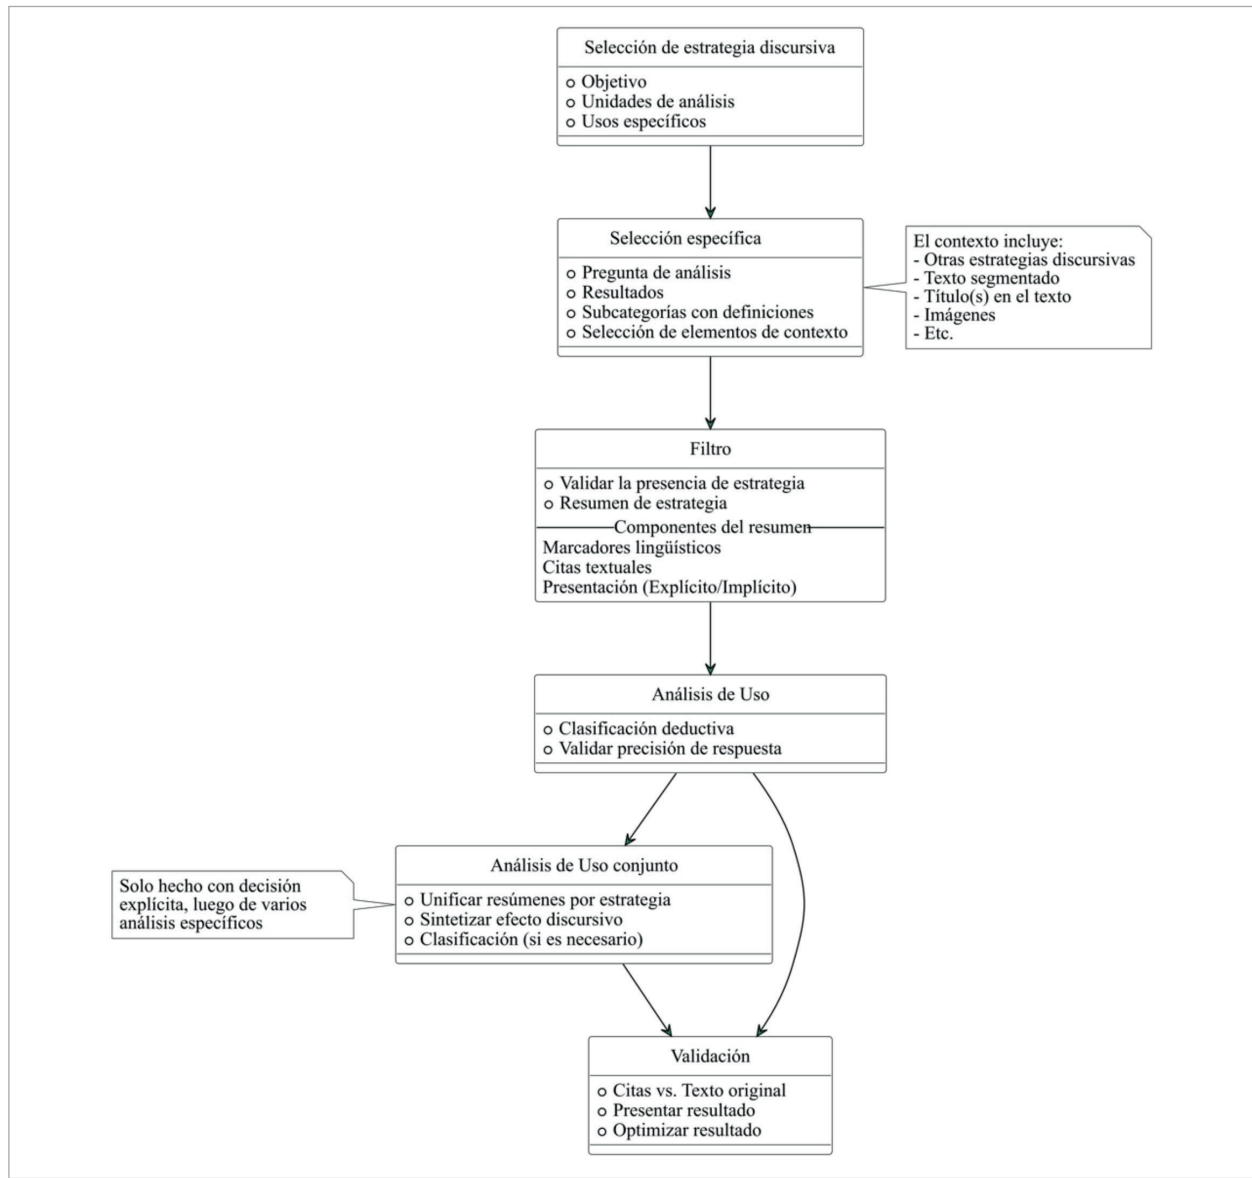 Selección de estrategia discursiva
Objetivo
Unidades de análisis
Usos específicos
Selección específica
Pregunta de análisis
Resultados
Subcategorías con definiciones
Selección de elementos de contexto
El contexto incluye:
- Otras estrategias discursivas
- Texto segmentado
- Título(s) en el texto
- Imágenes
- Etc.
Filtro
Validar la presencia de estrategia
Resumen de estrategia
Componentes del resumen
Marcadores lingüísticos
Citas textuales
Presentación (Explícito/Implícito)
Análisis de Uso
Clasificación deductiva
Validar precisión de respuesta
Análisis de Uso conjunto
Unificar resúmenes por estrategia
Sintetizar efecto discursivo
Clasificación (si es necesario)
Solo hecho con decisión
explícita, luego de varios
análisis específicos
Validación
Citas vs. Texto original
Presentar resultado
Optimizar resultado